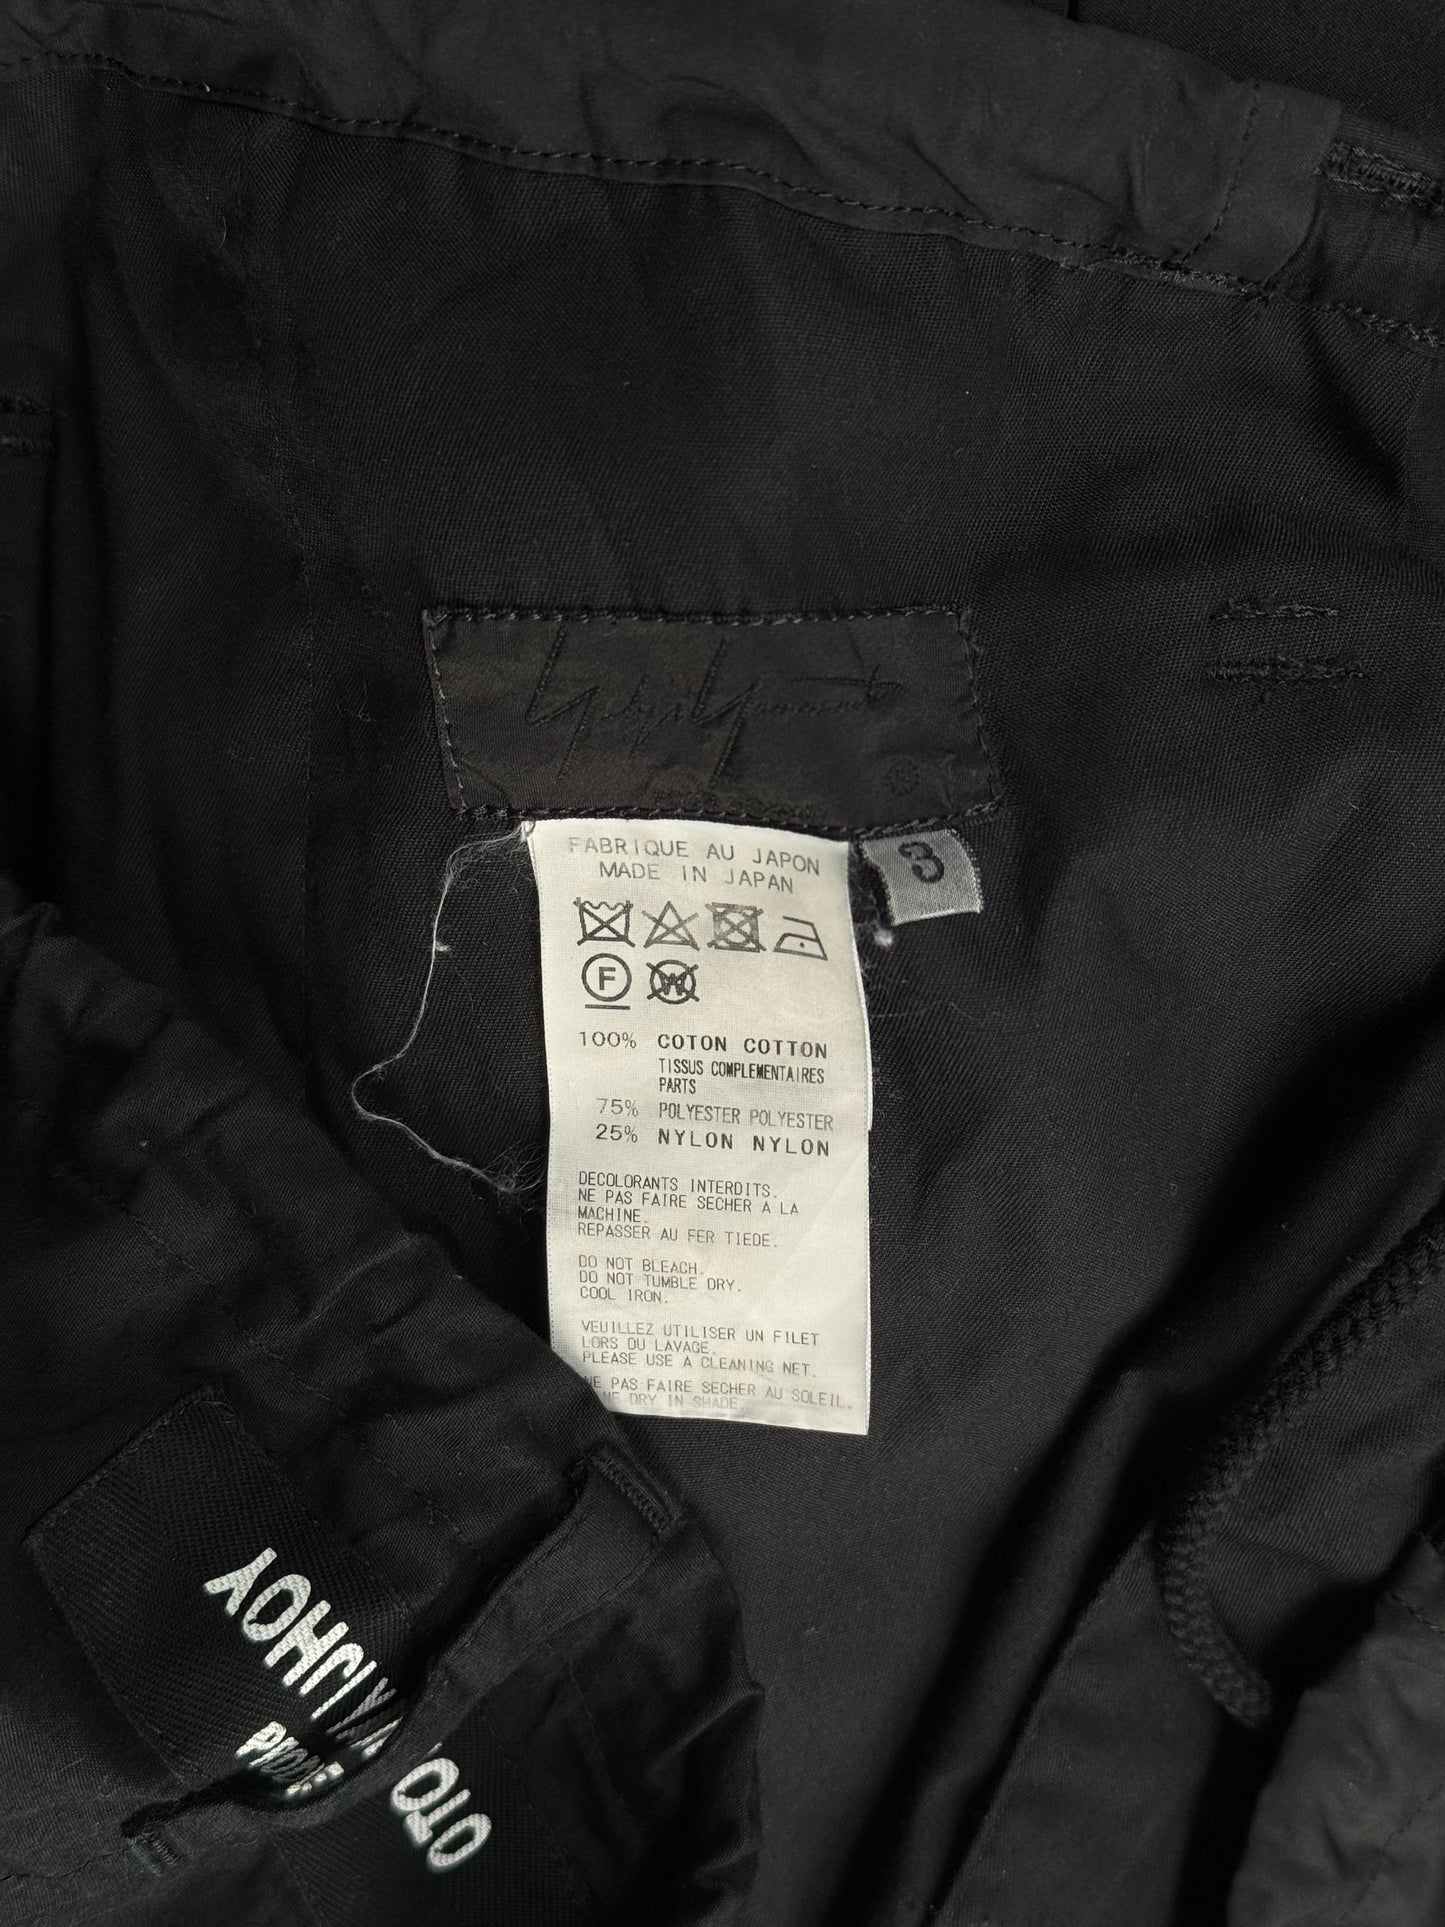 Yohji Yamamoto
®
FABRIQUE AU JAPON
MADE IN JAPAN
3
F
W
100% COTON COTTON
TISSUS COMPLEMENTAIRES
PARTS
75% POLYESTER POLYESTER
25% NYLON NYLON
DECOLORANTS INTERDITS.
NE PAS FAIRE SECHER A LA
MACHINE.
REPASSER AU FER TIEDE.
DO NOT BLEACH.
DO NOT TUMBLE DRY.
COOL IRON.
VEUILLEZ UTILISER UN FILET
LORS DU LAVAGE.
PLEASE USE A CLEANING NET.
NE PAS FAIRE SECHER AU SOLEIL.
DRY IN SHADE